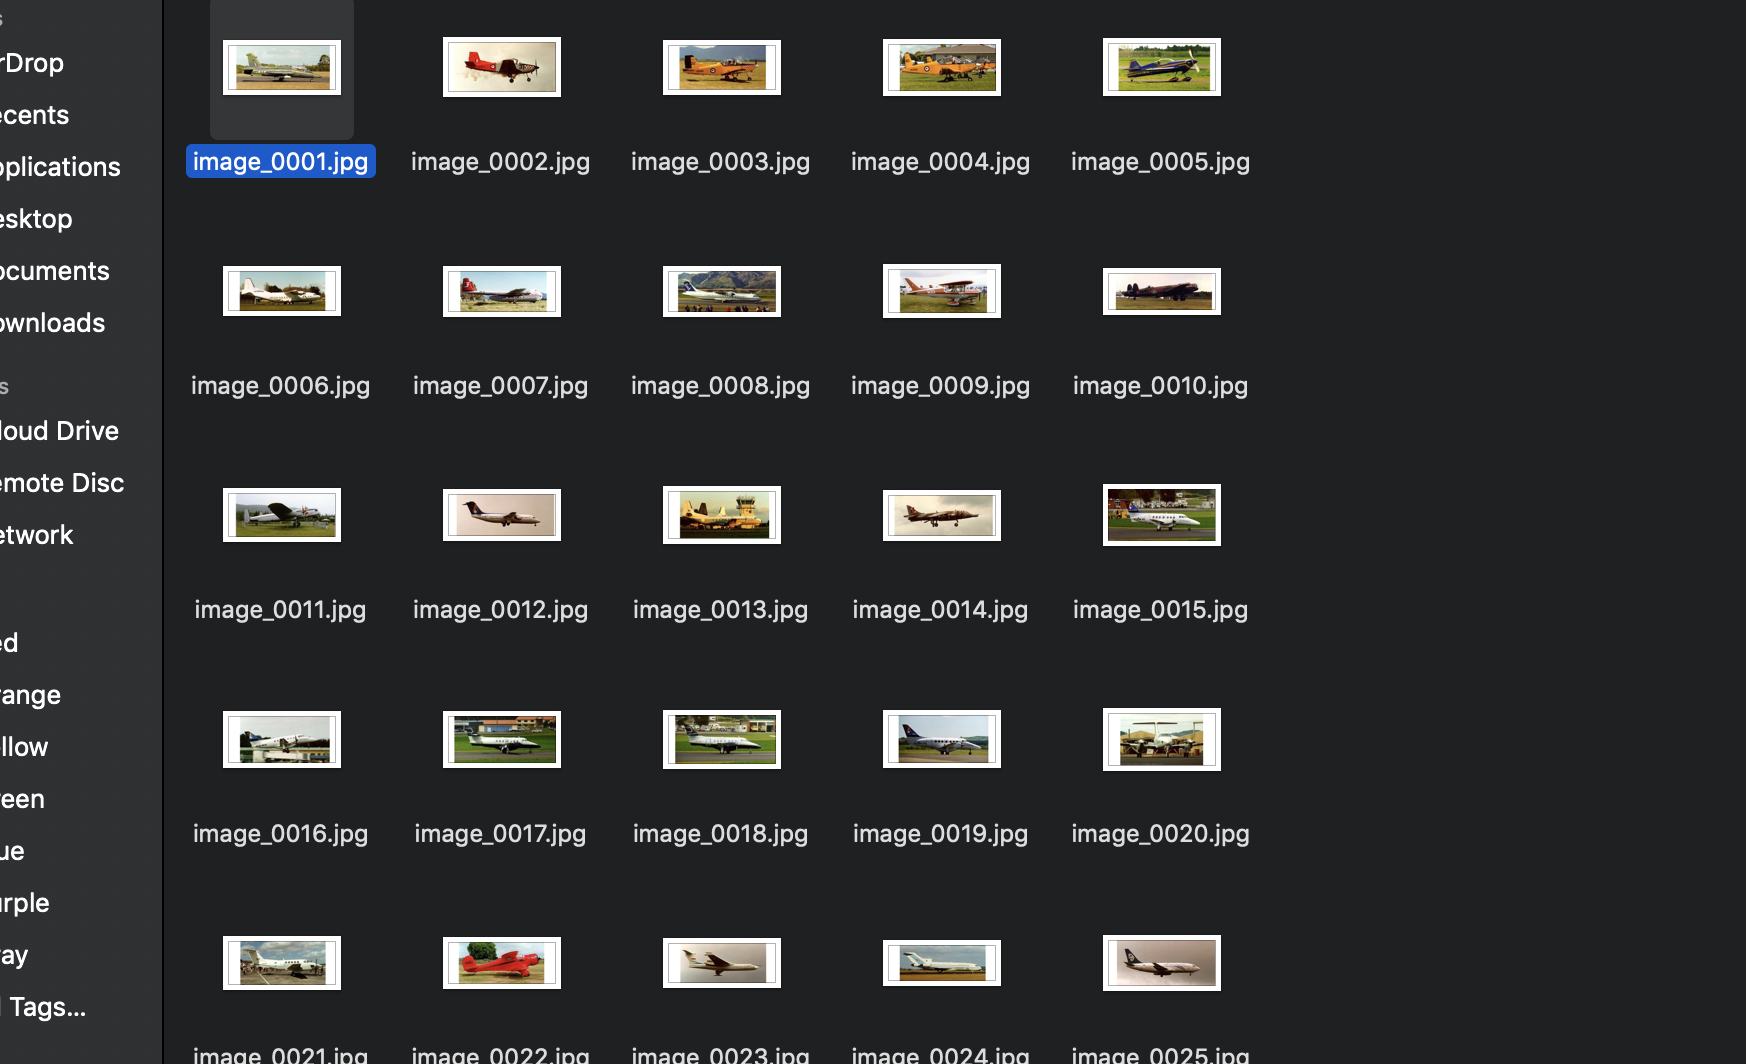 s
rDrop
ecents
pplications
esktop
ocuments
ownloads
s
loud Drive
emote Disc
etwork
ed
range
llow
reen
ue
urple
ray
l Tags...
image_0001.jpg
image_0002.jpg
image_0003.jpg
image_0004.jpg
image_0005.jpg
image_0006.jpg
image_0007.jpg
image_0008.jpg
image_0009.jpg
image_0010.jpg
image_0011.jpg
image_0012.jpg
image_0013.jpg
image_0014.jpg
image_0015.jpg
image_0016.jpg
image_0017.jpg
image_0018.jpg
image_0019.jpg
image_0020.jpg
image_0021.jpg
image_0022.jpg
image_0023.jpg
image_0024.jpg
image_0025.jpg